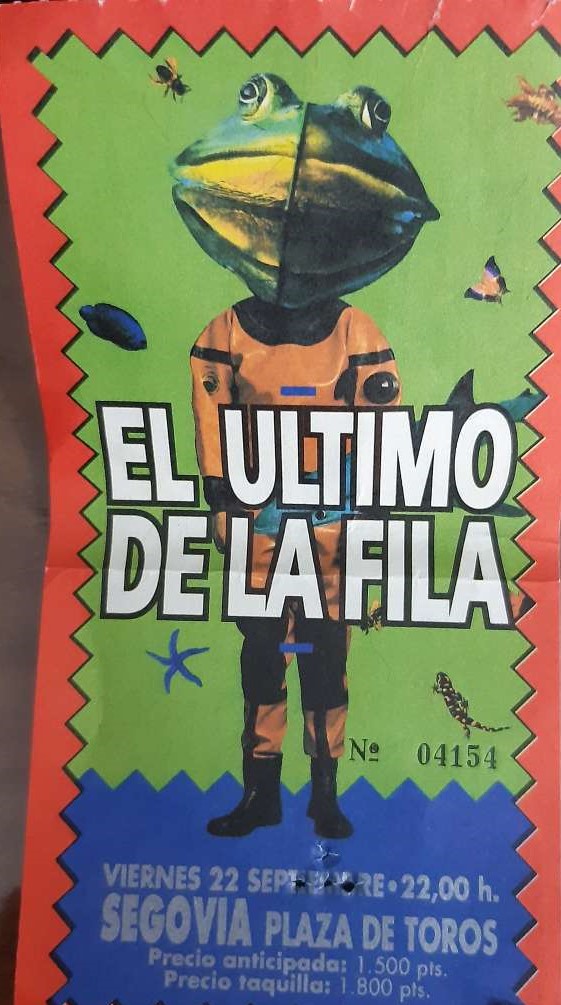 EL ULTIMO
DE LA FILA
Nº 04154
VIERNES 22 SEPTIEMBRE • 22,00 h.
SEGOVIA PLAZA DE TOROS
Precio anticipada: 1.500 pts.
Precio taquilla: 1.800 pts.